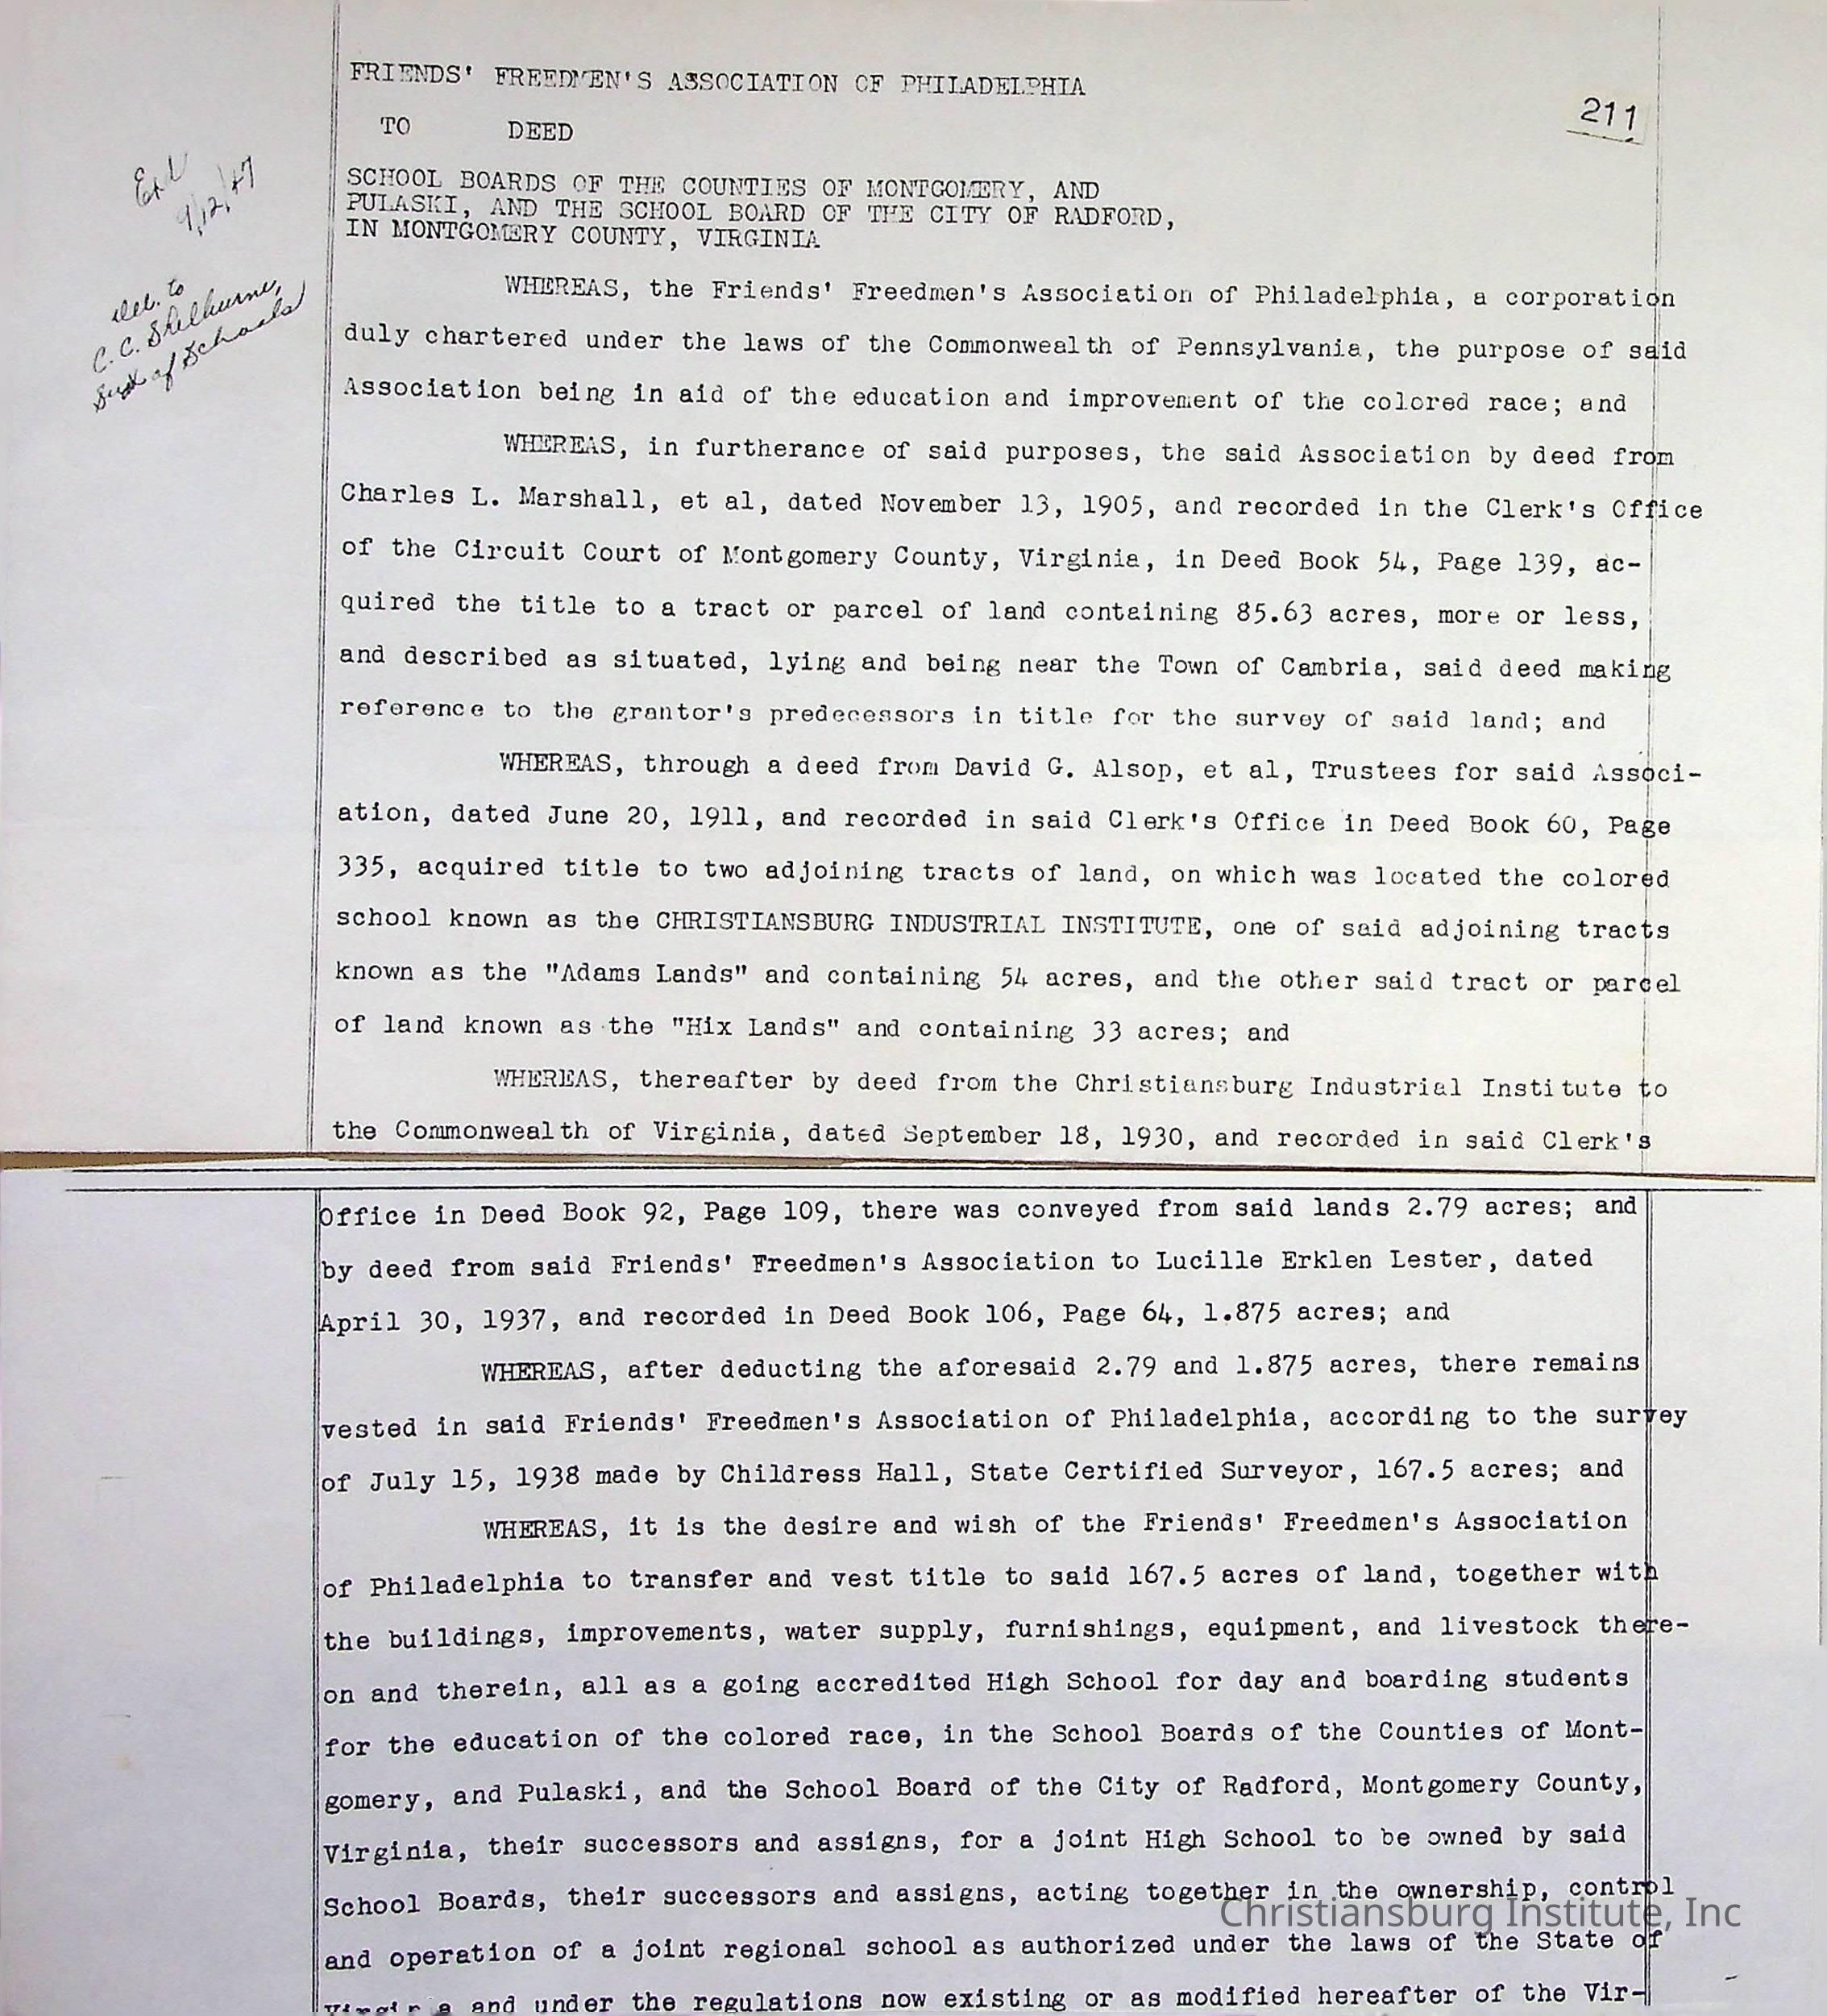 FRIENDS' FREEDMEN'S ASSOCIATION OF PHILADELPHIA
211
TO DEED
Exd
9/12/47
SCHOOL BOARDS OF THE COUNTIES OF MONTGOMERY, AND
PULASKI, AND THE SCHOOL BOARD OF THE CITY OF RADFORD,
IN MONTGOMERY COUNTY, VIRGINIA
del. to
C. C. Shelburne,
Supt of Schools
WHEREAS, the Friends' Freedmen's Association of Philadelphia, a corporation
duly chartered under the laws of the Commonwealth of Pennsylvania, the purpose of said
Association being in aid of the education and improvement of the colored race; and
WHEREAS, in furtherance of said purposes, the said Association by deed from
Charles L. Marshall, et al, dated November 13, 1905, and recorded in the Clerk's Office
of the Circuit Court of Montgomery County, Virginia, in Deed Book 54, Page 139, ac-
quired the title to a tract or parcel of land containing 85.63 acres, more or less,
and described as situated, lying and being near the Town of Cambria, said deed making
reference to the grantor's predecessors in title for the survey of said land; and
WHEREAS, through a deed from David G. Alsop, et al, Trustees for said Associ-
ation, dated June 20, 1911, and recorded in said Clerk's Office in Deed Book 60, Page
335, acquired title to two adjoining tracts of land, on which was located the colored
school known as the CHRISTIANSBURG INDUSTRIAL INSTITUTE, one of said adjoining tracts
known as the "Adams Lands" and containing 54 acres, and the other said tract or parcel
of land known as the "Hix Lands" and containing 33 acres; and
WHEREAS, thereafter by deed from the Christiansburg Industrial Institute to
the Commonwealth of Virginia, dated September 18, 1930, and recorded in said Clerk's
Office in Deed Book 92, Page 109, there was conveyed from said lands 2.79 acres; and
by deed from said Friends' Freedmen's Association to Lucille Erklen Lester, dated
April 30, 1937, and recorded in Deed Book 106, Page 64, 1.875 acres; and
WHEREAS, after deducting the aforesaid 2.79 and 1.875 acres, there remains
vested in said Friends' Freedmen's Association of Philadelphia, according to the survey
of July 15, 1938 made by Childress Hall, State Certified Surveyor, 167.5 acres; and
WHEREAS, it is the desire and wish of the Friends' Freedmen's Association
of Philadelphia to transfer and vest title to said 167.5 acres of land, together with
the buildings, improvements, water supply, furnishings, equipment, and livestock there-
on and therein, all as a going accredited High School for day and boarding students
for the education of the colored race, in the School Boards of the Counties of Mont-
gomery, and Pulaski, and the School Board of the City of Radford, Montgomery County,
Virginia, their successors and assigns, for a joint High School to be owned by said
School Boards, their successors and assigns, acting together in the ownership, control
Christiansburg Institute, Inc
and operation of a joint regional school as authorized under the laws of the State of
and under the regulations now existing or as modified hereafter of the Vir-